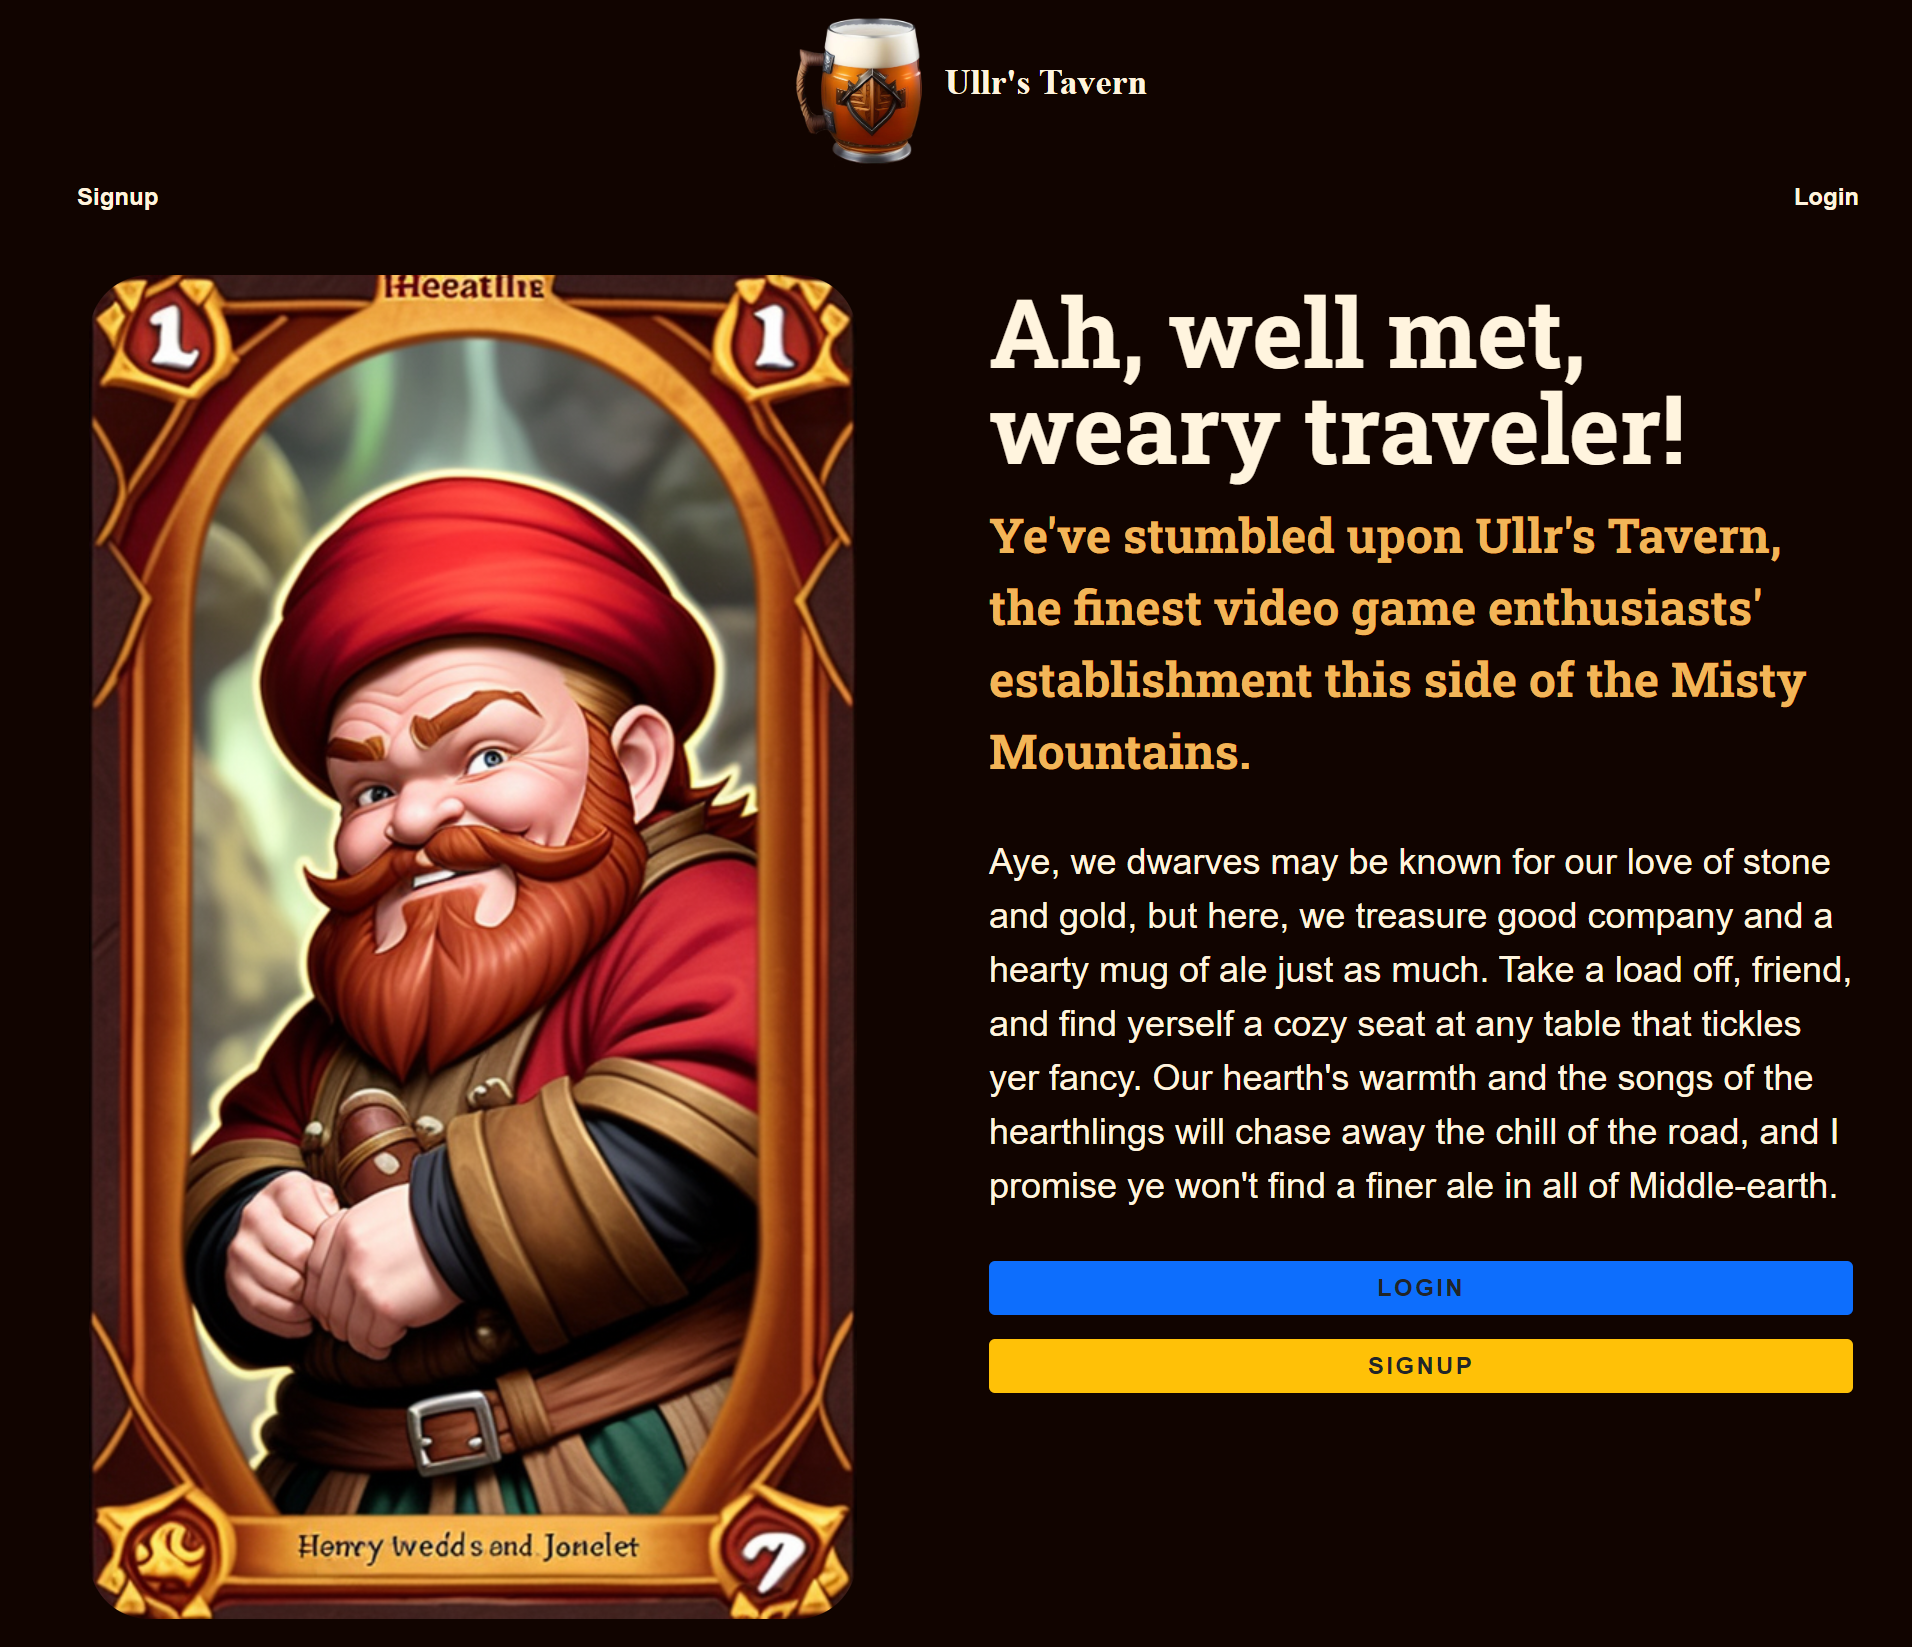 Ullr's Tavern
Signup
Login
1
1
7
Ah, well met,
weary traveler!
Ye've stumbled upon Ullr's Tavern,
the finest video game enthusiasts'
establishment this side of the Misty
Mountains.
Aye, we dwarves may be known for our love of stone
and gold, but here, we treasure good company and a
hearty mug of ale just as much. Take a load off, friend,
and find yerself a cozy seat at any table that tickles
yer fancy. Our hearth's warmth and the songs of the
hearthlings will chase away the chill of the road, and I
promise ye won't find a finer ale in all of Middle-earth.
LOGIN
SIGNUP